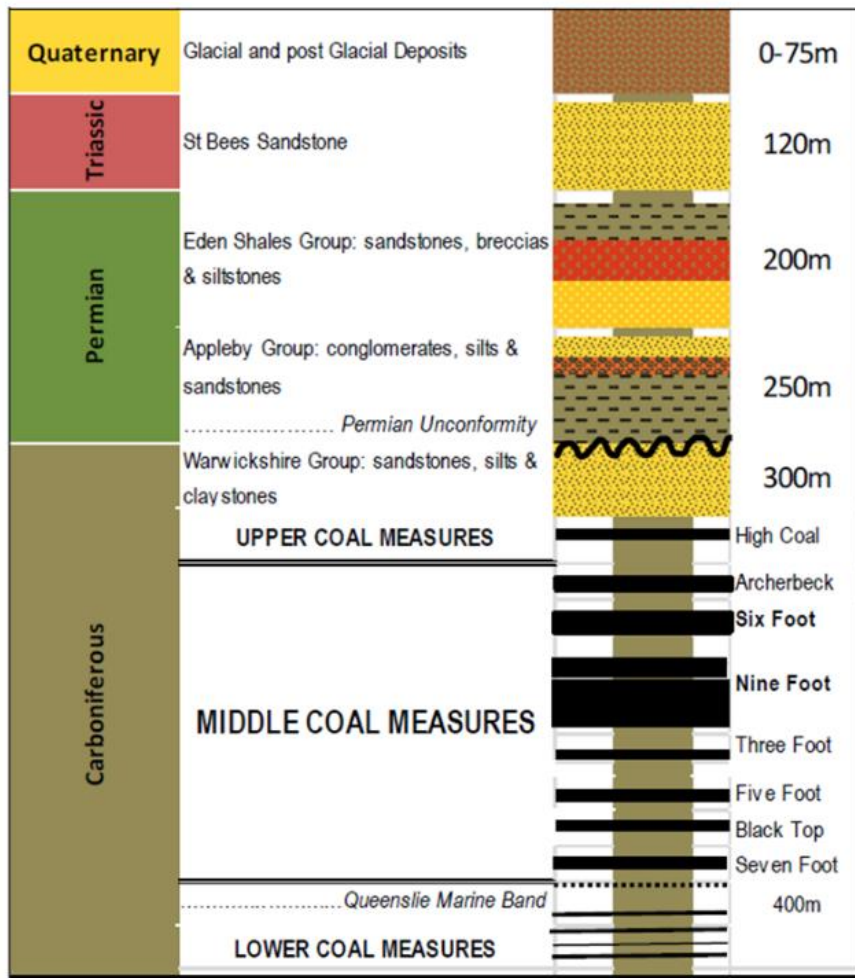 Quaternary
Glacial and post Glacial Deposits
0-75m
Triassic
St Bees Sandstone
120m
Permian
Eden Shales Group: sandstones, breccias
& siltstones
200m
Appleby Group: conglomerates, silts &
sandstones
250m
.................... Permian Unconformity
Carboniferous
Warwickshire Group: sandstones, silts &
claystones
300m
UPPER COAL MEASURES
High Coal
Archerbeck
Six Foot
Nine Foot
MIDDLE COAL MEASURES
Three Foot
Five Foot
Black Top
Seven Foot
......................Queenslie Marine Band
400m
LOWER COAL MEASURES